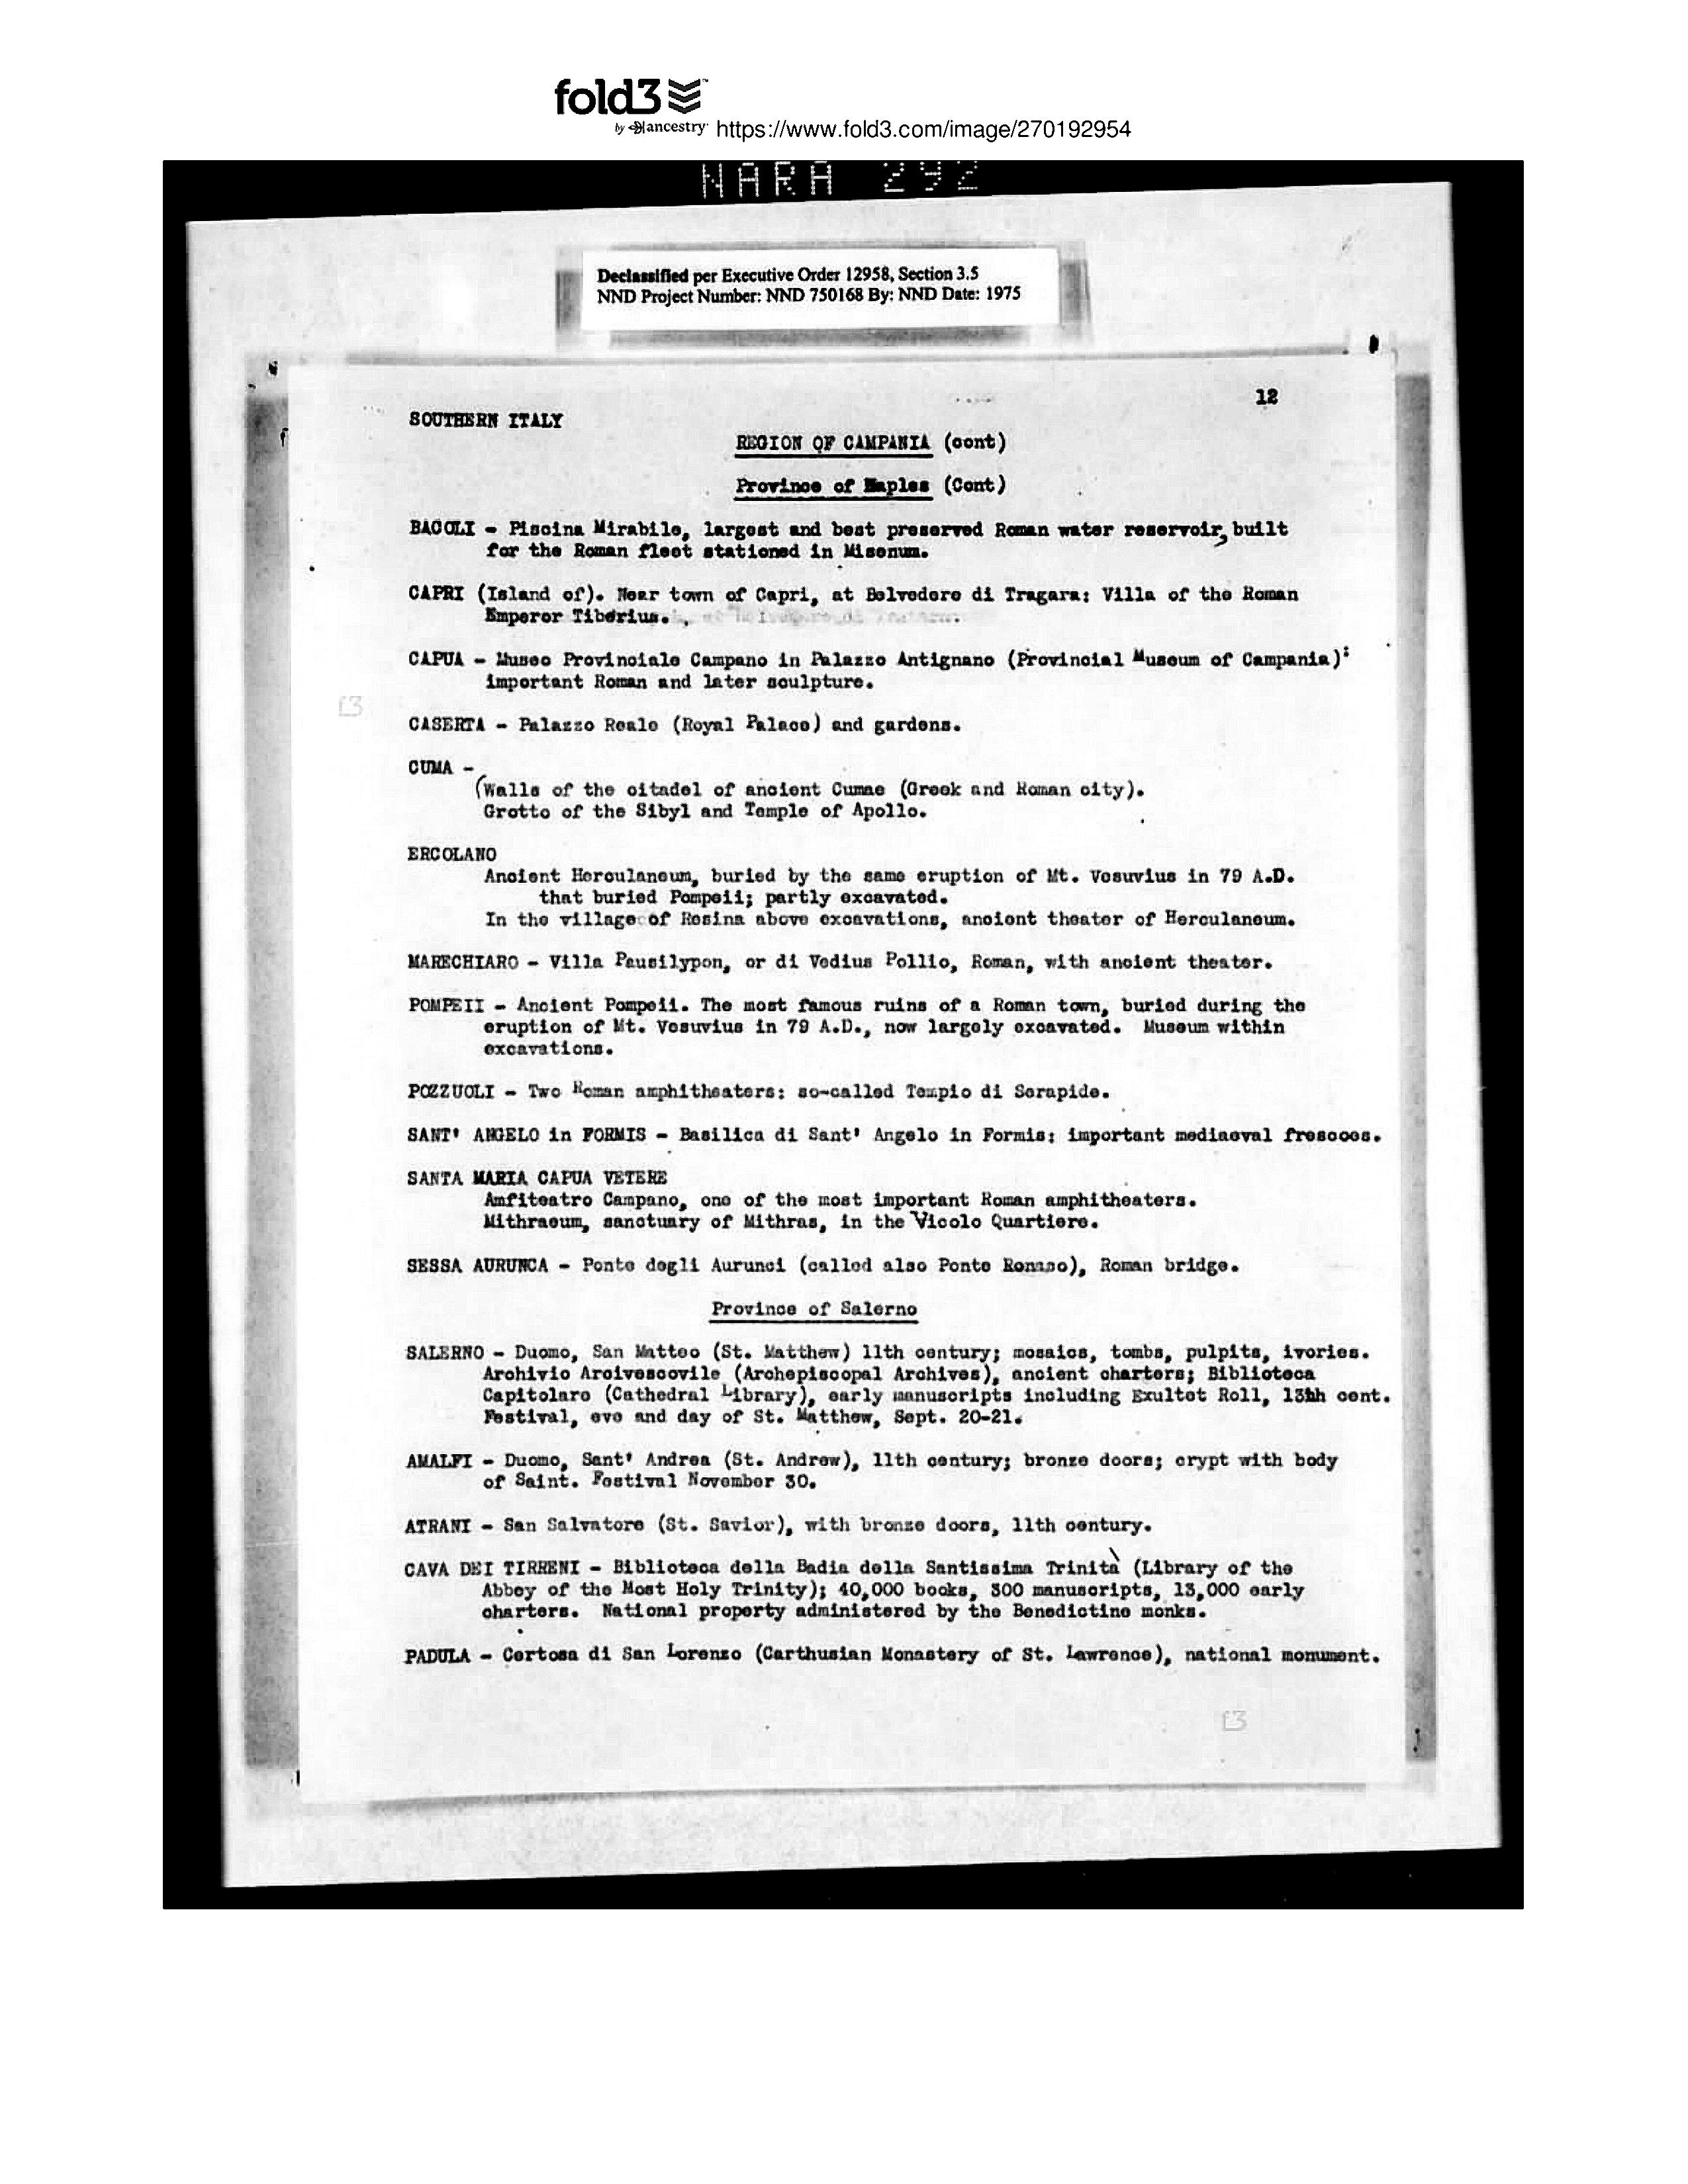 fold3
by ancestry https://www.fold3.com/image/270192954
NARA 292
Declassified per Executive Order 12958, Section 3.5
NND Project Number: NND 750168 By: NND Date: 1975
12
SOUTHERN ITALY
REGION OF CAMPANIA (cont)
Province of Naples (Cont)
BACOLI - Piscina Mirabile, largest and best preserved Roman water reservoir, built
for the Roman fleet stationed in Misenum.
CAPRI (Island of). Near town of Capri, at Belvedere di Tragara: Villa of the Roman
Emperor Tiberius.
CAPUA - Museo Provinciale Campano in Palazzo Antignano (Provincial Museum of Campania):
important Roman and later sculpture.
f3
CASERTA - Palazzo Reale (Royal Palace) and gardens.
CUMA -
(Walls of the citadel of ancient Cumae (Greek and Roman city).
Grotto of the Sibyl and Temple of Apollo.
ERCOLANO
Ancient Herculaneum, buried by the same eruption of Mt. Vesuvius in 79 A.D.
that buried Pompeii; partly excavated.
In the village of Resina above excavations, ancient theater of Herculaneum.
MARECHIARO - Villa Pausilypon, or di Vedius Pollio, Roman, with ancient theater.
POMPEII - Ancient Pompeii. The most famous ruins of a Roman town, buried during the
eruption of Mt. Vesuvius in 79 A.D., now largely excavated. Museum within
excavations.
POZZUOLI - Two Roman amphitheaters: so-called Tempio di Serapide.
SANT' ANGELO in FORMIS - Basilica di Sant' Angelo in Formis: important mediaeval frescoes.
SANTA MARIA CAPUA VETERE
Amfiteatro Campano, one of the most important Roman amphitheaters.
Mithraeum, sanctuary of Mithras, in the Vicolo Quartiere.
SESSA AURUNCA - Ponte degli Aurunci (called also Ponte Ronaco), Roman bridge.
Province of Salerno
SALERNO - Duomo, San Matteo (St. Matthew) 11th century; mosaics, tombs, pulpits, ivories.
Archivio Arcivescovile (Archepiscopal Archives), ancient charters; Biblioteca
Capitolare (Cathedral Library), early manuscripts including Exultet Roll, 13hh cent.
Festival, eve and day of St. Matthew, Sept. 20-21.
AMALFI - Duomo, Sant' Andrea (St. Andrew), 11th century; bronze doors; crypt with body
of Saint. Festival November 30.
ATRANI - San Salvatore (St. Savior), with bronze doors, 11th century.
CAVA DEI TIRRENI - Biblioteca della Badia della Santissima Trinità (Library of the
Abbey of the Most Holy Trinity); 40,000 books, 300 manuscripts, 13,000 early
charters. National property administered by the Benedictine monks.
PADULA - Certosa di San Lorenzo (Carthusian Monastery of St. Lawrence), national monument.
f3